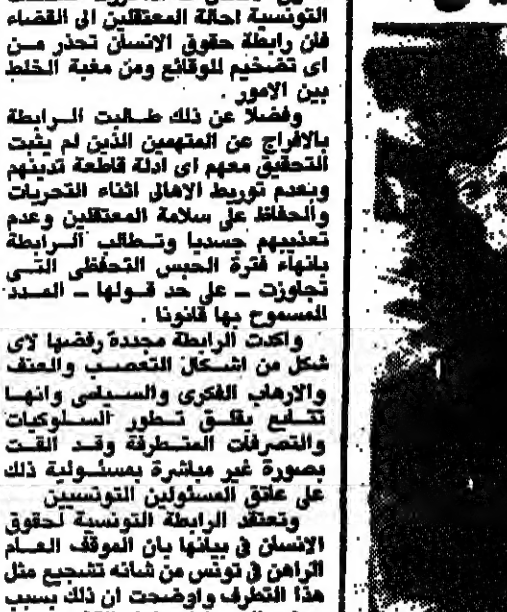 التونسية احالة المعتقلين الى القضاء
فان رابطة حقوق الانسان تحذر من
اى تضخيم للوقائع ومن مغبة الخلط
بين الامور .
وفضلا عن ذلك طالبت الرابطة
بالافراج عن المتهمين الذين لم يثبت
التحقيق معهم اى ادلة قاطعة تدينهم
وبعدم توريط الاهالى اثناء التحريات
والحفاظ على سلامة المعتقلين وعدم
تعذيبهم جسديا وتطالب الرابطة
بانهاء فترة الحبس التحفظى التى
تجاوزت ـ على حد قولها ـ المدد
المسموح بها قانونا .
واكدت الرابطة مجددة رفضها لاى
شكل من اشكال التعصب والعنف
والارهاب الفكرى والسياسى وانها
تتابع بقلق تطور السلوكيات
والتصرفات المتطرفة وقد القت
بصورة غير مباشرة بمسئولية ذلك
على عاتق المسئولين التونسيين
وتعتقد الرابطة التونسية لحقوق
الانسان في بيانها بان الموقف العام
الراهن في تونس من شانه تشجيع مثل
هذا التطرف واوضحت ان ذلك بسبب